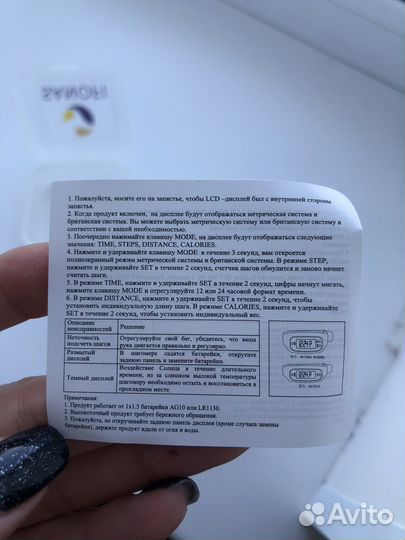 SANOFI
1. Пожалуйста, носите его на запястье, чтобы LCD –дисплей был с внутренней стороны
запястья.
2. Когда продукт включен, на дисплее будут отображаться метрическая система и
британская система. Вы можете выбрать метрическую систему или британскую систему в
соответствии с вашей необходимостью.
3. Поочередно нажимайте клавишу MODE, на дисплее будут отображаться следующие
значения: TIME, STEPS, DISTANCE, CALORIES.
4. Нажмите и удерживайте клавишу MODE в течение 3 секунд, вам откроется
полноэкранный режим метрической системы и британской системы. В режиме STEP,
нажмите и удерживайте SET в течение 2 секунд, счетчик шагов обнулится и заново начнет
считать шаги.
5. В режиме TIME, нажмите и удерживайте SET в течение 2 секунд, цифры начнут мигать,
нажмите клавишу MODE и отрегулируйте 12 или 24 часовой формат времени.
6. В режиме DISTANCE, нажмите и удерживайте SET в течение 2 секунд, чтобы
установить индивидуальную длину шага. В режиме CALORIES, нажмите и удерживайте
SET в течение 2 секунд, чтобы установить индивидуальный вес.
Описание неисправностей
Решение
Неточность подсчета шагов
Отрегулируйте свой бег, убедитесь, что ваша
рука двигается правильно и регулярно.
Размытый дисплей
В шагомере садятся батарейки, открутите
заднюю панель и замените батарейки.
Темный дисплей
Воздействие Солнца в течение длительного
времени, из за слишком высокой температуры
шагомеру необходимо остыть и восстановиться в
прохладном месте.
Примечания:
1. Продукт работает от 1x1.5 батарейки AG10 или LR1130.
2. Высокоточный продукт требует бережного обращения.
3. Пожалуйста, не откручивайте заднюю панель дисплея (кроме случаев замены
батарейки), держите продукт вдали от огня и воды.
Avito